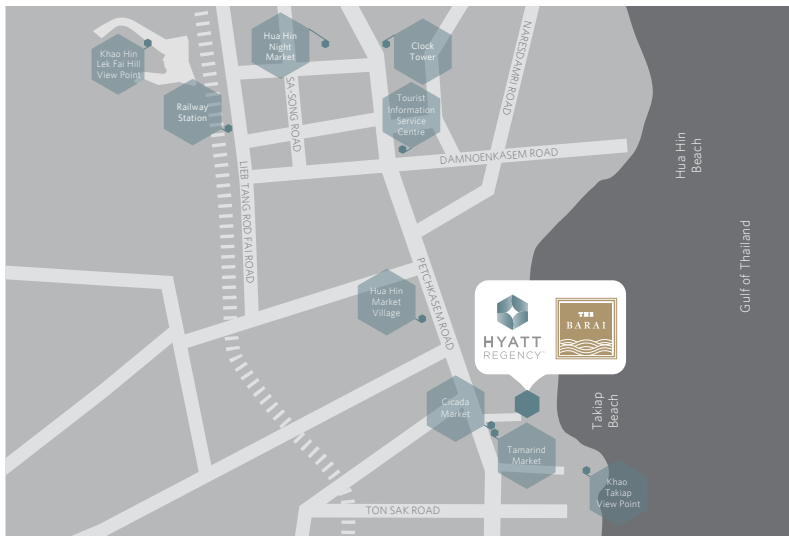 Khao Hin
Lek Fai Hill
View Point
Hua Hin
Night
Market
Clock
Tower
NARESDAMRI ROAD
Railway
Station
SA-SONG ROAD
Tourist
Information
Service
Centre
DAMNOENKASEM ROAD
Hua Hin
Beach
LIEB TANG ROD FAI ROAD
Gulf of Thailand
PETCHKASEM ROAD
Hua Hin
Market
Village
HYATT
REGENCY™
THE
BARAI
Cicada
Market
Takiap
Beach
Tamarind
Market
Khao
Takiap
View Point
TON SAK ROAD